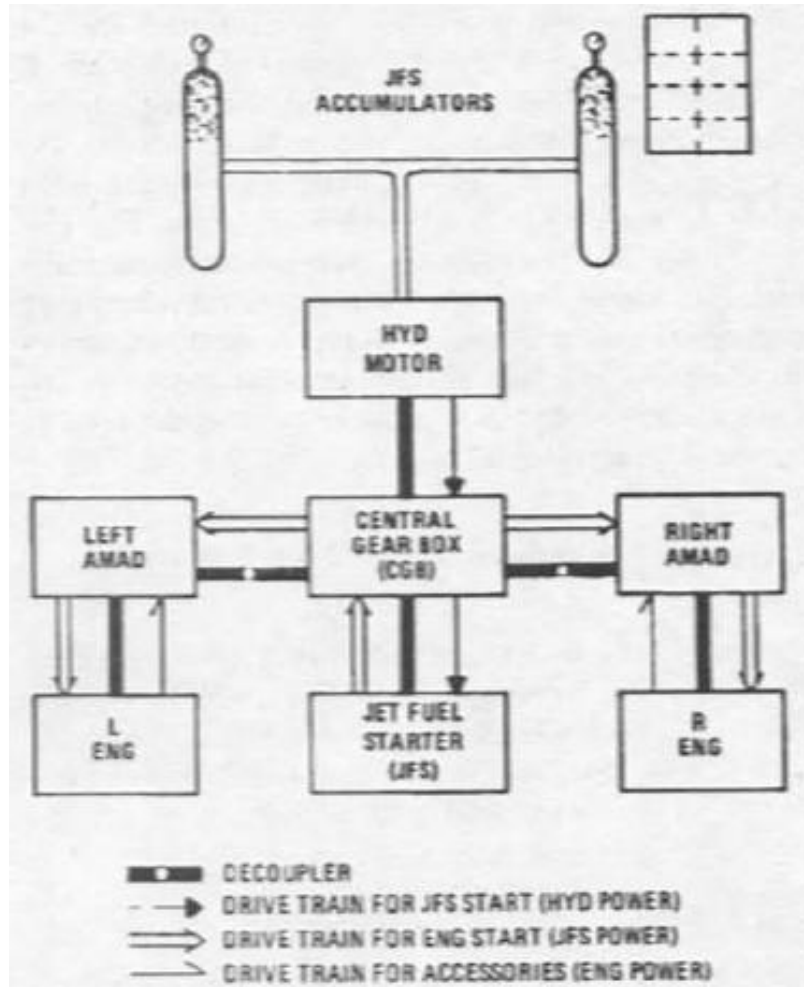 JFS
ACCUMULATORS
HYD
MOTOR
LEFT
AMAD
CENTRAL
GEAR BOX
(CGB)
RIGHT
AMAD
L
ENG
JET FUEL
STARTER
(JFS)
R
ENG
DECOUPLER
DRIVE TRAIN FOR JFS START (HYD POWER)
DRIVE TRAIN FOR ENG START (JFS POWER)
DRIVE TRAIN FOR ACCESSORIES (ENG POWER)